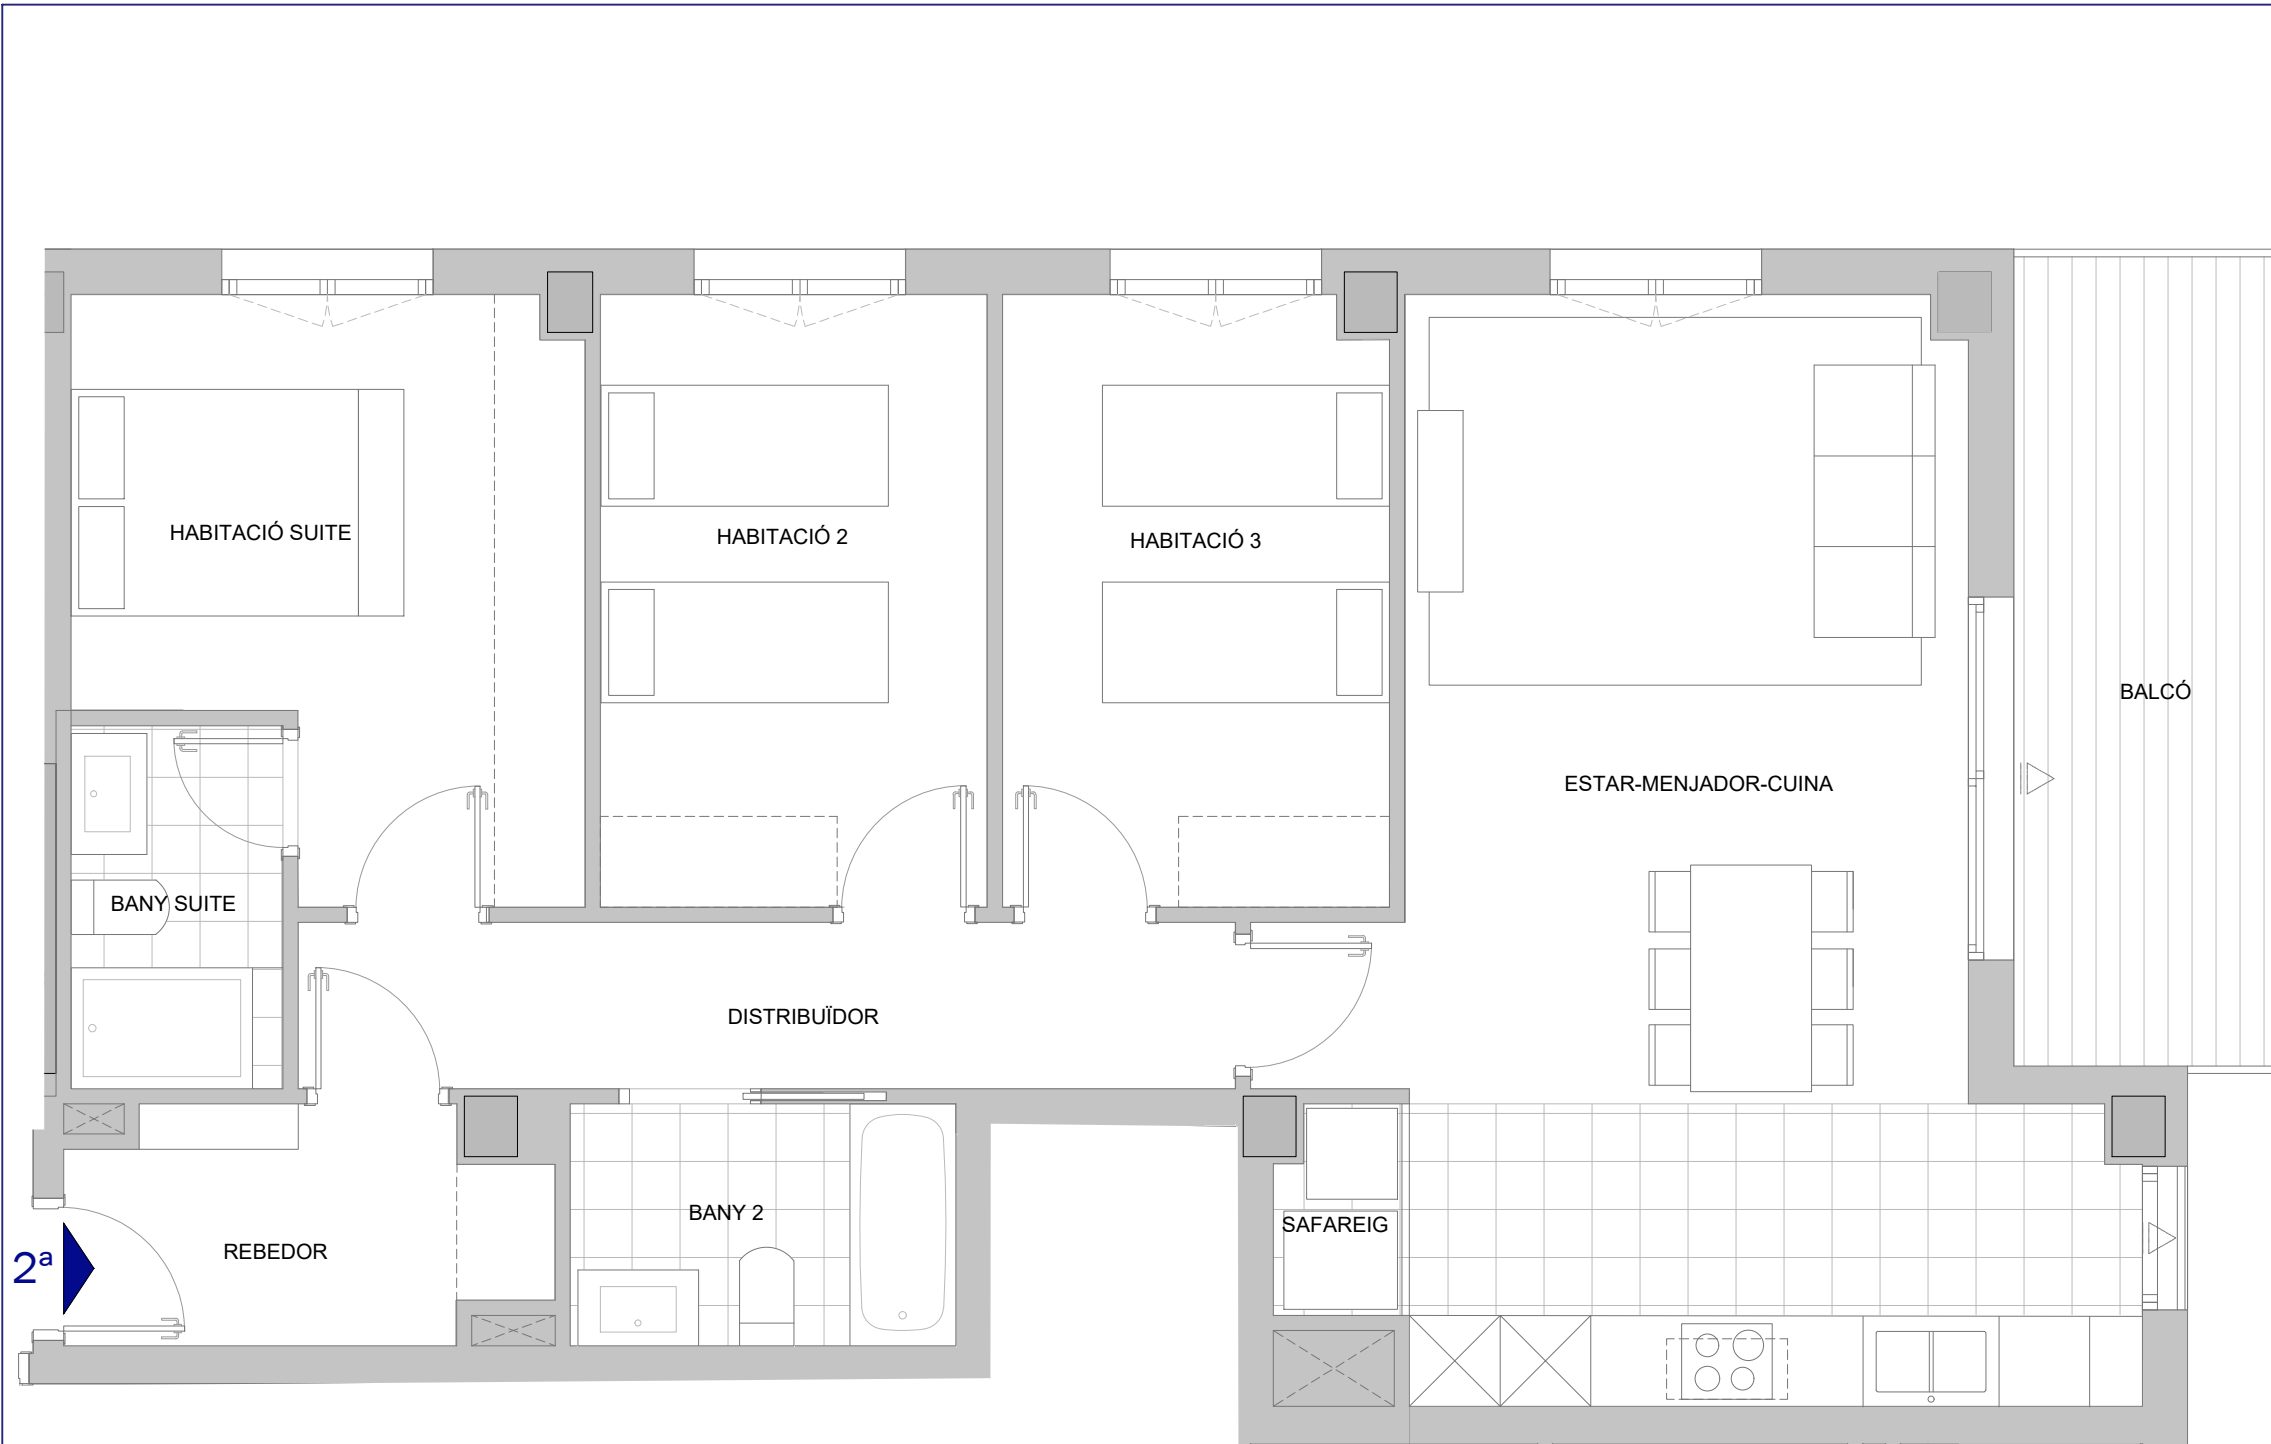 HABITACIÓ SUITE
HABITACIÓ 2
HABITACIÓ 3
BALCÓ
ESTAR-MENJADOR-CUINA
BANY SUITE
DISTRIBUÏDOR
BANY 2
SAFAREIG
REBEDOR
2ª